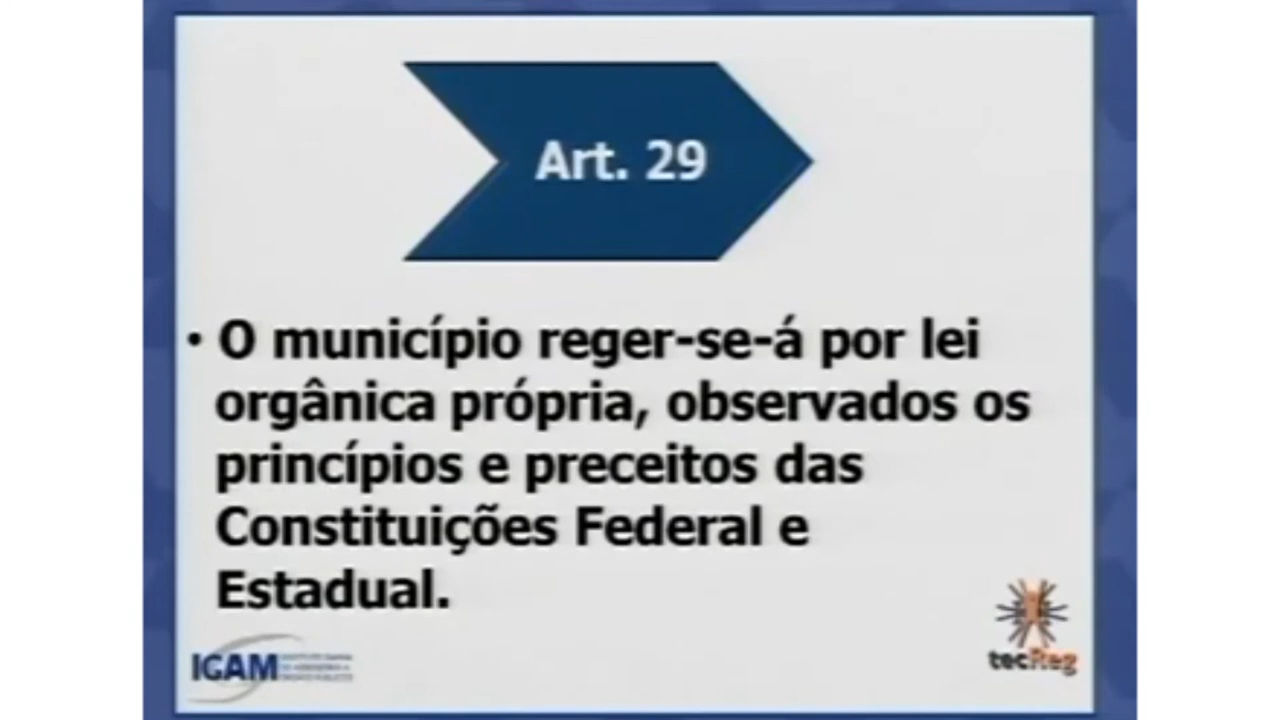 Art. 29
• O município reger-se-á por lei
orgânica própria, observados os
princípios e preceitos das
Constituições Federal e
Estadual.
IGAM
tecReg